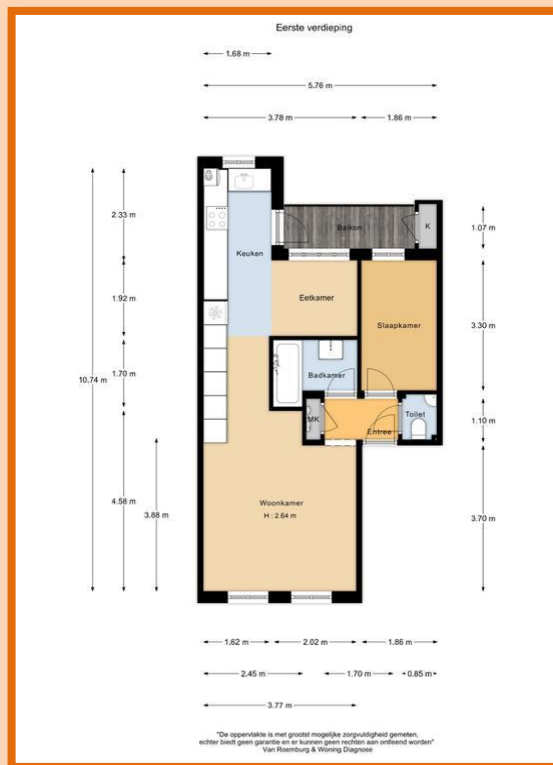 Eerste verdieping
1.68 m
5.76 m
3.78 m
1.86 m
2.33 m
1.07 m
Balkon
K
Keuken
1.92 m
Eetkamer
3.30 m
Slaapkamer
10.74 m
1.70 m
Badkamer
MK
Toilet
1.10 m
Entree
4.58 m
3.88 m
Woonkamer
H : 2.64 m
3.70 m
1.62 m
2.02 m
1.86 m
2.45 m
1.70 m
0.85 m
3.77 m
"De oppervlakte is met grootst mogelijke zorgvuldigheid gemeten,
echter biedt geen garantie en er kunnen geen rechten aan ontleend worden"
Van Roemburg & Woning Diagnose